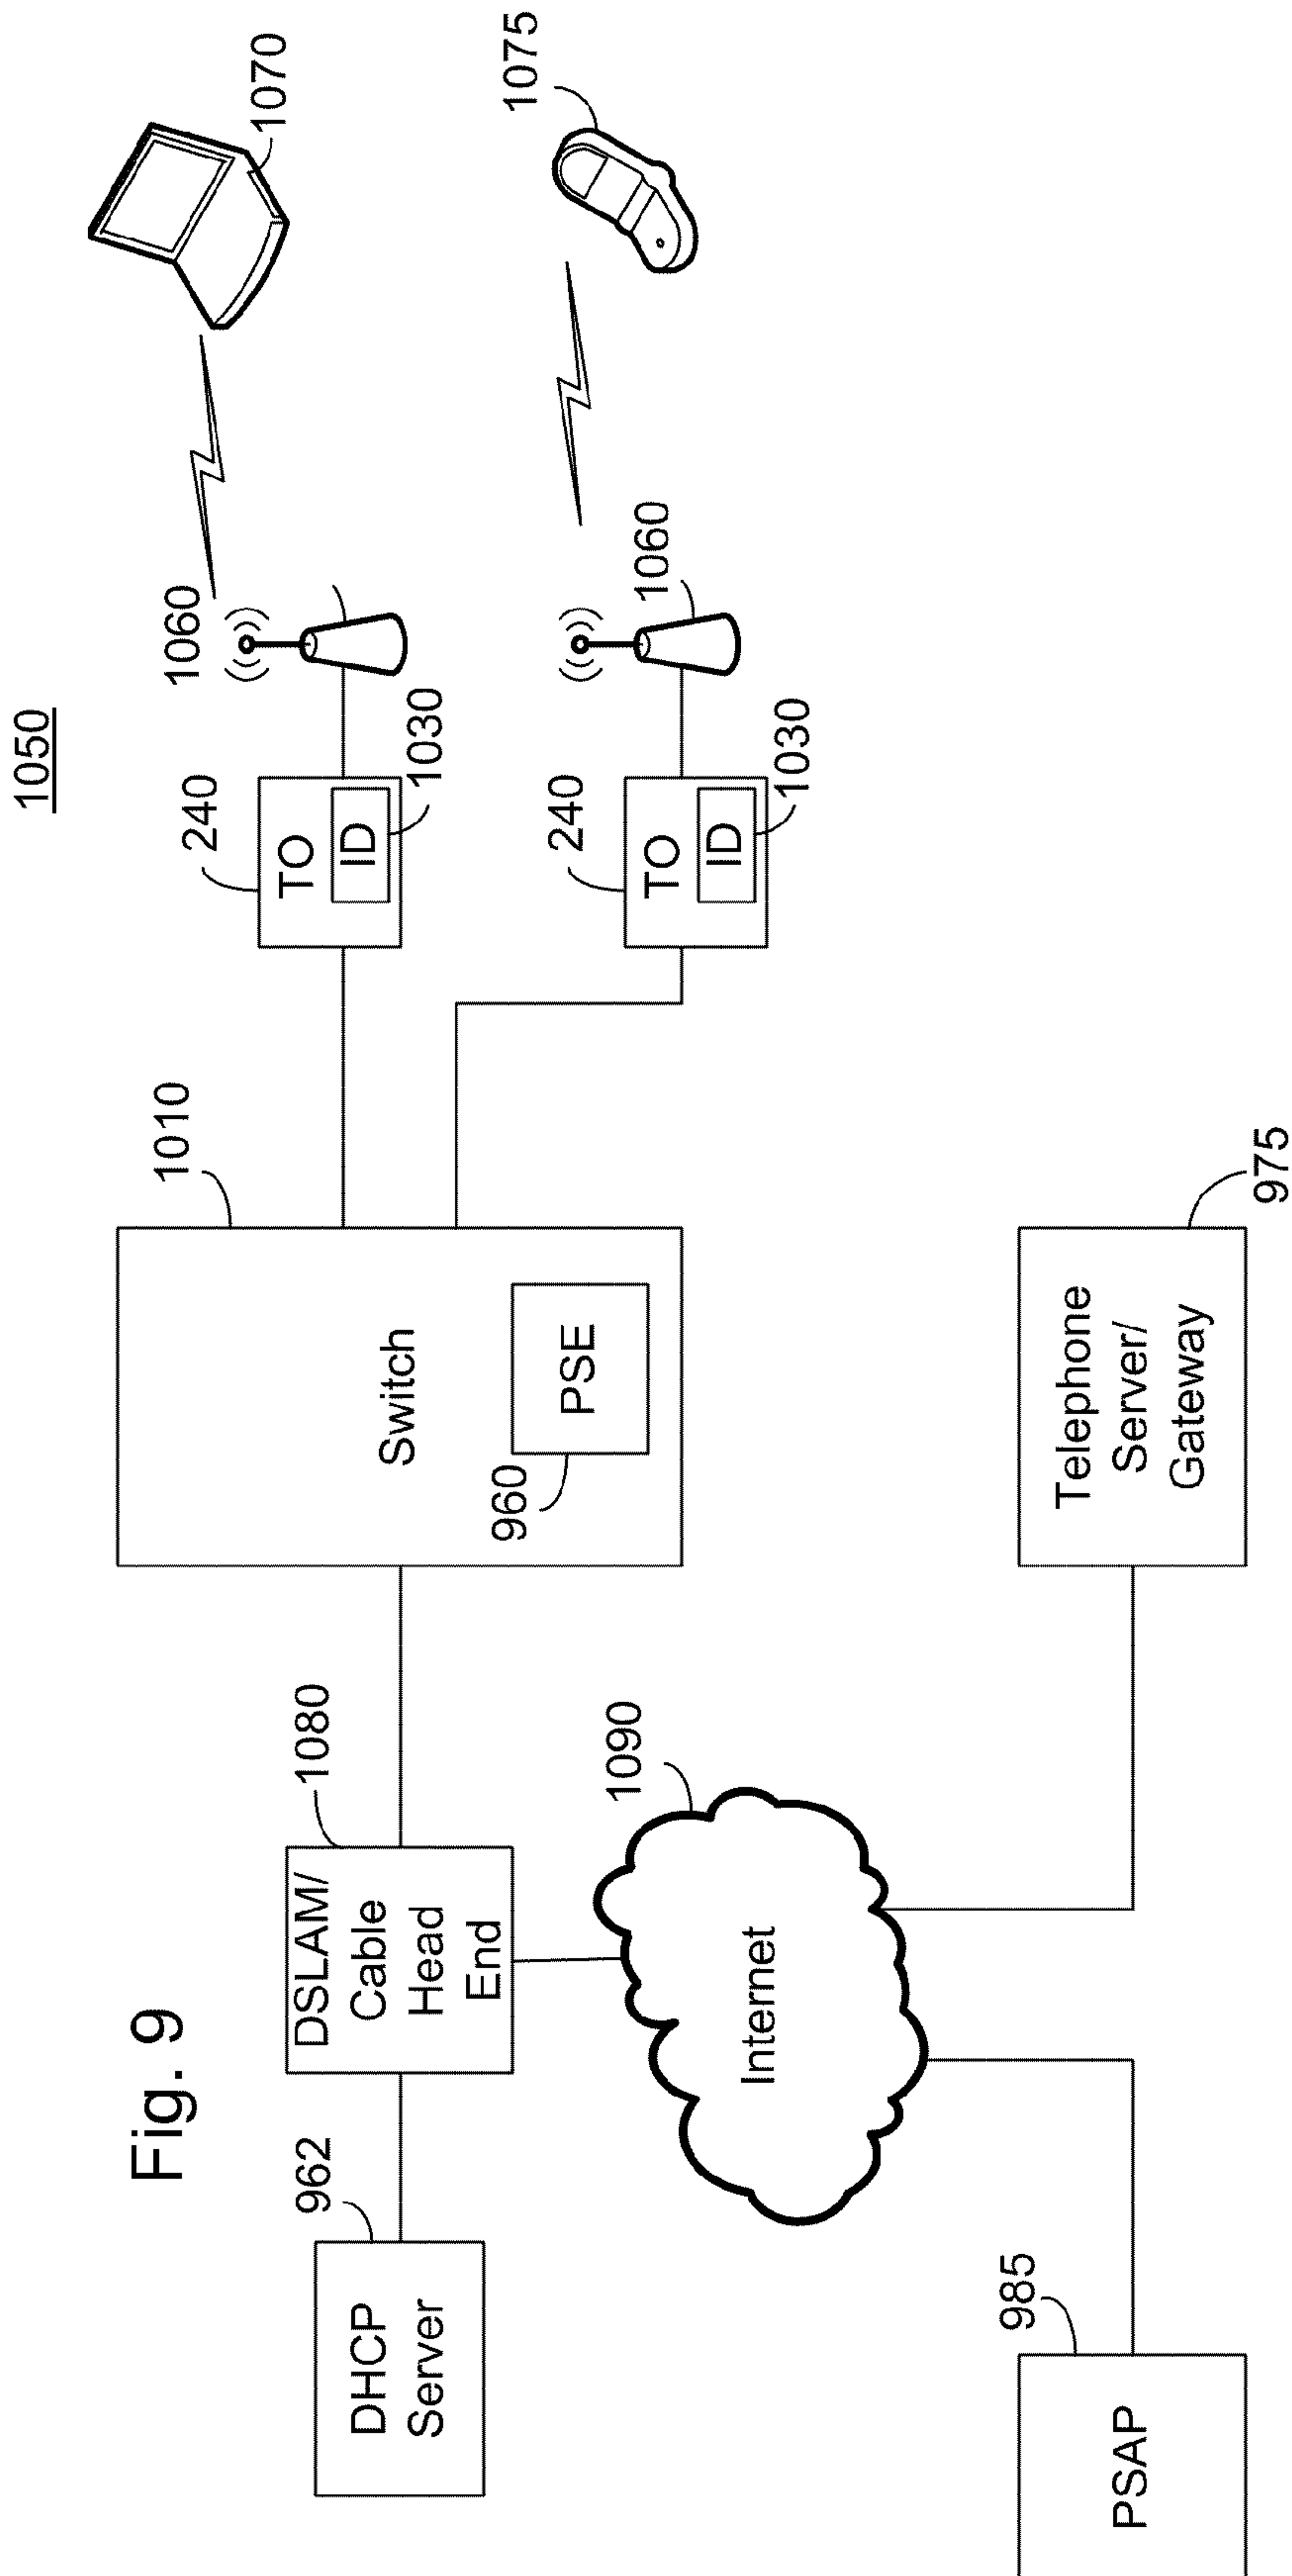 Fig. 9
1050
962
DHCP
Server
1080
DSLAM/
Cable
Head
End
1010
Switch
960
PSE
240
TO
ID
1030
1060
1070
240
TO
ID
1030
1060
1075
1090
Internet
985
PSAP
Telephone
Server/
Gateway
975